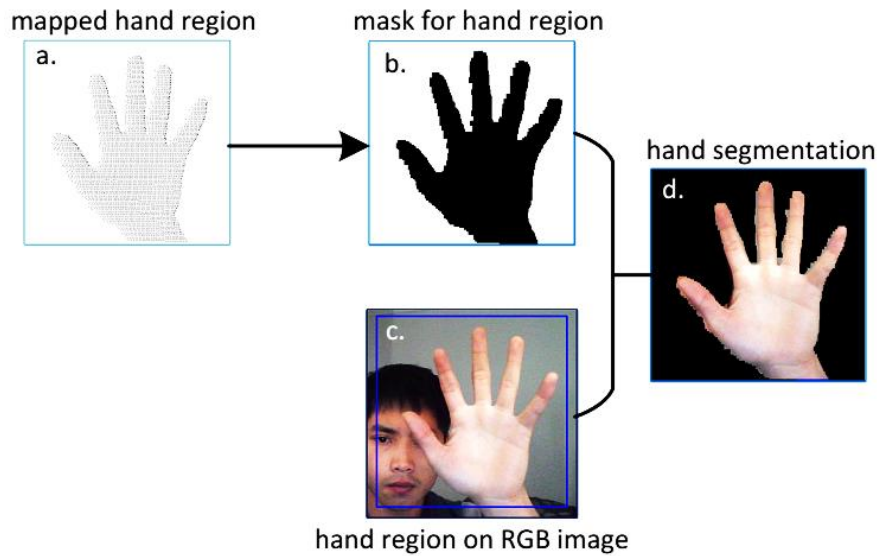 mapped hand region
mask for hand region
a.
b.
hand segmentation
d.
c.
hand region on RGB image